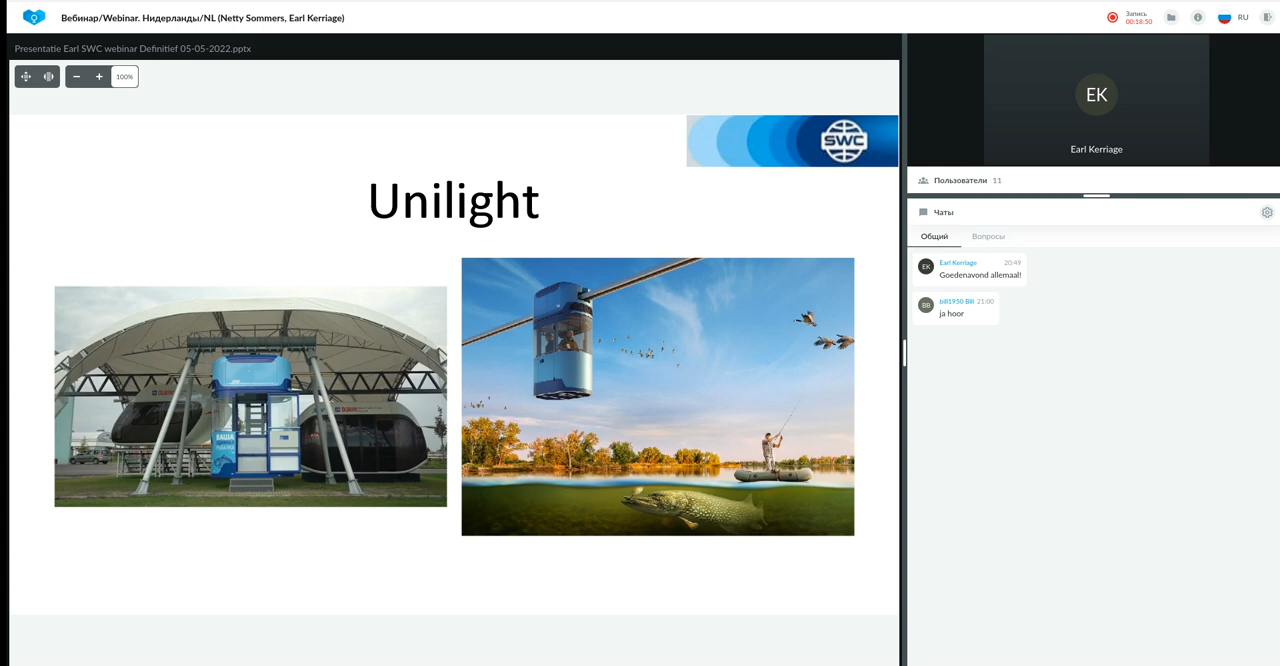 Вебинар/Webinar. Нидерланды/NL (Netty Sommers, Earl Kerriage)
Запись
00:18:50
RU
Presentatie Earl SWC webinar Definitief 05-05-2022.pptx
100%
SWC
Unilight
ВАША
EK
Earl Kerriage
Пользователи 11
Чаты
Общий
Вопросы
EK
Earl Kerriage 20:49
Goedenavond allemaal!
BB
bill1950 Bill 21:00
ja hoor